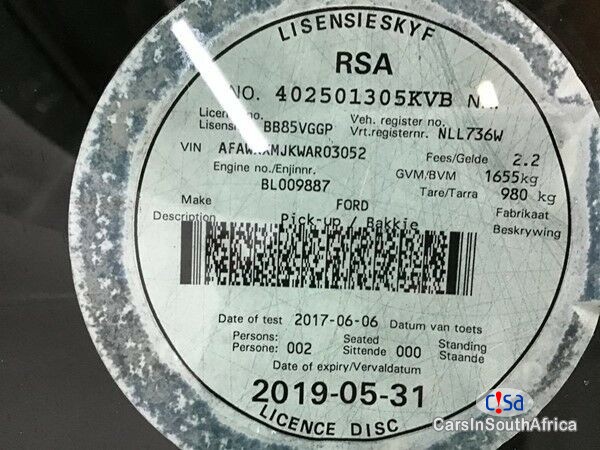 LISENSIESKYF
RSA
NO. 402501305KVB
Veh. register no.
BB85VGGP Vrt.registernr. NLL736W
VIN Fees/Gelde 2.2
Engine no./Enjinnr. GVM/BVM 1655kg
BL009887 Tare/Tarra 980 kg
Make FORD Fabrikaat
Description Pick-up / Bakkie Beskrywing
Date of test 2017-06-06 Datum van toets
Persons: Seated Standing
Persone: 002 Sittende 000 Staande
Date of expiry/Vervaldatum
2019-05-31
LICENCE DISC
c!sa
CarsInSouthAfrica